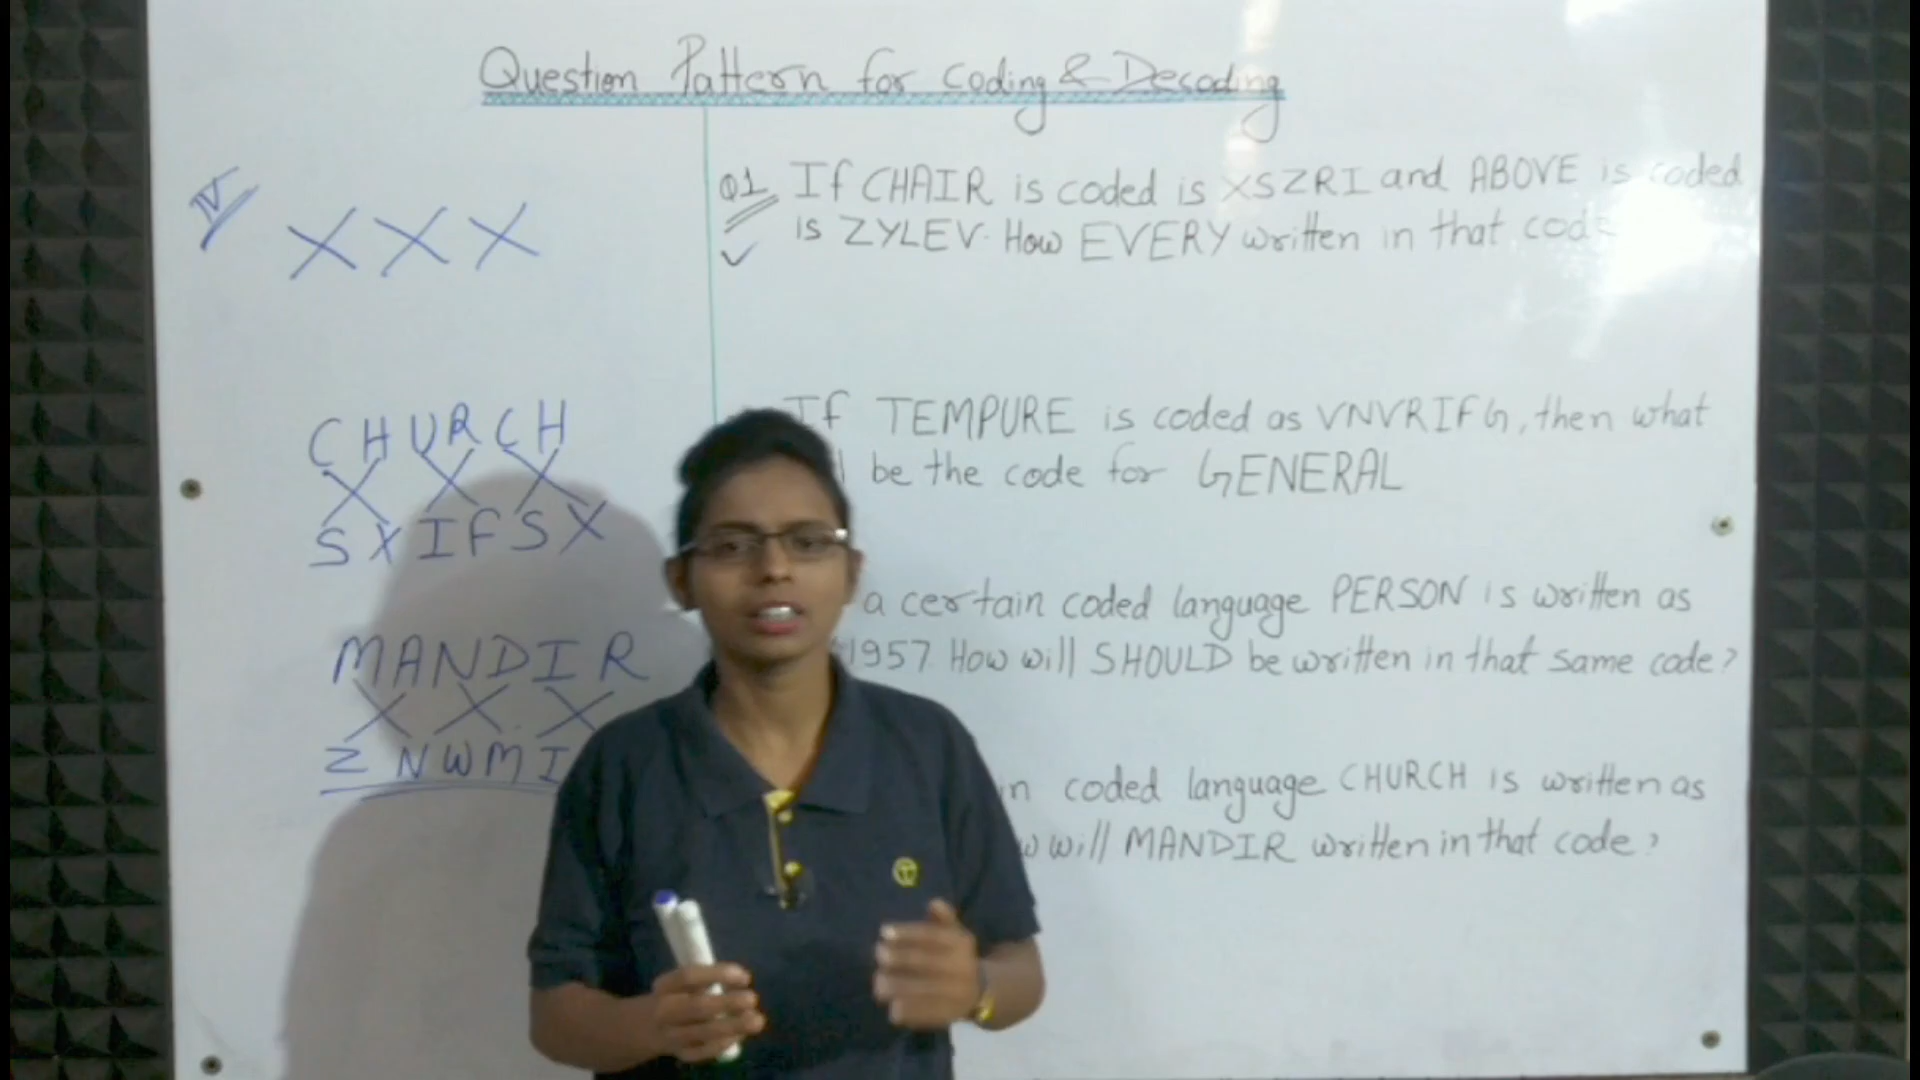 Question Pattern for Coding & Decoding
IV
X X X
CHURCH
SXIFSX
MANDIR
ZNWMI
Q1 If CHAIR is coded is XSZRI and ABOVE is coded
is ZYLEV. How EVERY written in that code
If TEMPURE is coded as VNVRIFG, then what
be the code for GENERAL
a certain coded language PERSON is written as
1957. How will SHOULD be written in that same code?
coded language CHURCH is written as
will MANDIR written in that code?